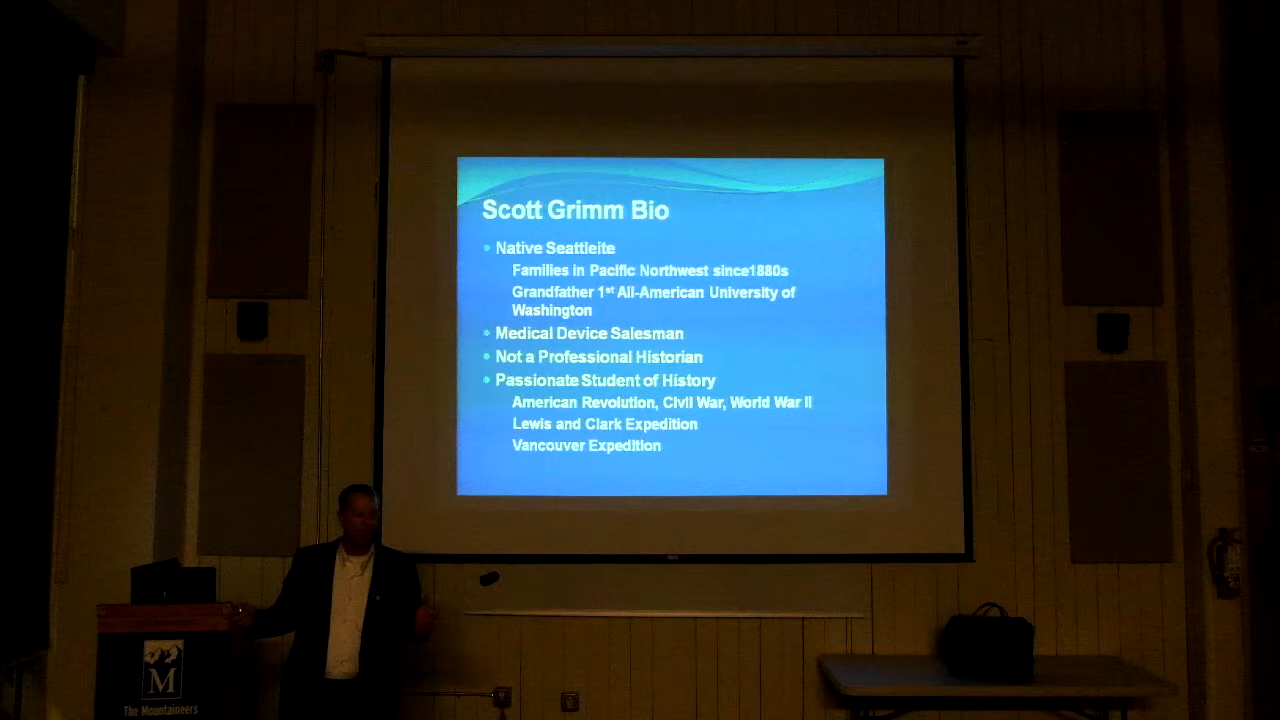 Scott Grimm Bio
Native Seattleite
Families in Pacific Northwest since1880s
Grandfather 1st All-American University of
Washington
Medical Device Salesman
Not a Professional Historian
Passionate Student of History
American Revolution, Civil War, World War II
Lewis and Clark Expedition
Vancouver Expedition
M
The Mountaineers